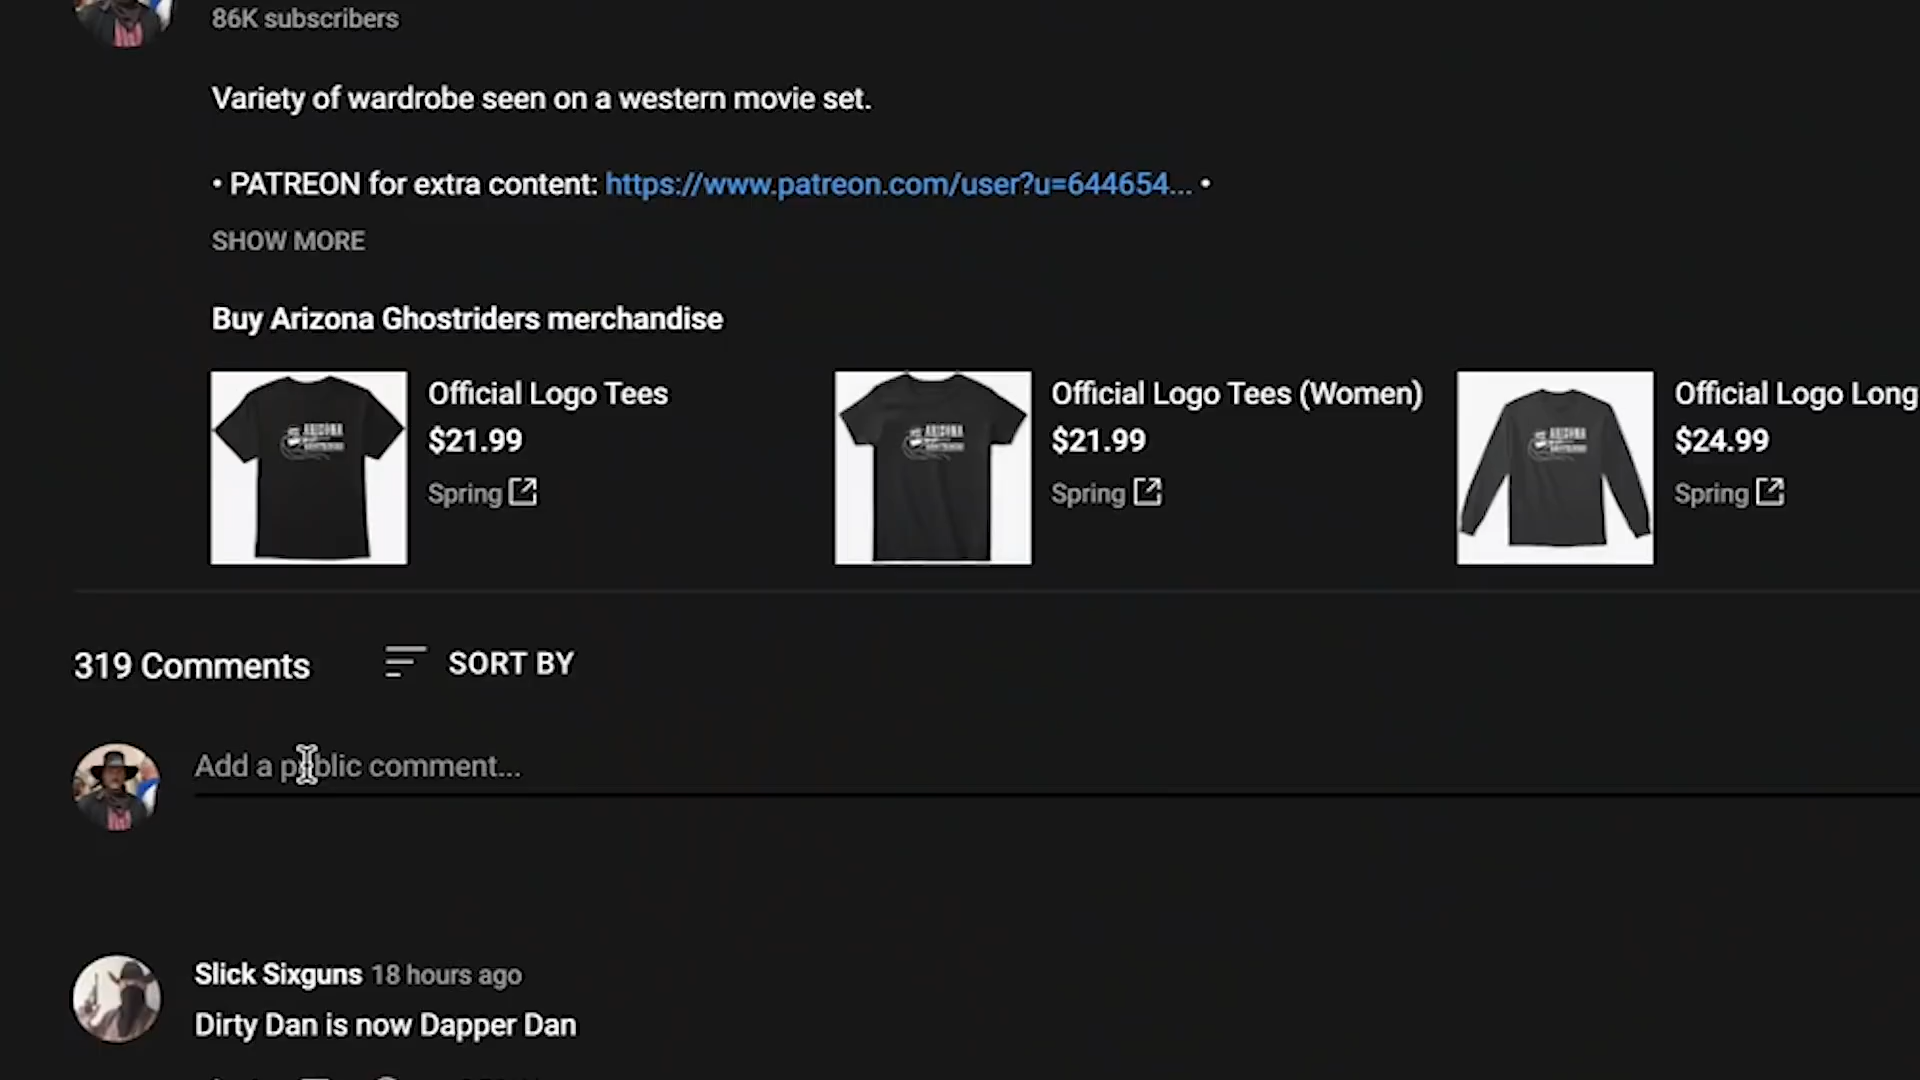 86K subscribers
Variety of wardrobe seen on a western movie set.
• PATREON for extra content: https://www.patreon.com/user?u=644654... •
SHOW MORE
Buy Arizona Ghostriders merchandise
Official Logo Tees
$21.99
Spring
Official Logo Tees (Women)
$21.99
Spring
Official Logo Long
$24.99
Spring
ARIZONA
ARIZONA
ARIZONA
319 Comments
SORT BY
Add a public comment...
Slick Sixguns 18 hours ago
Dirty Dan is now Dapper Dan